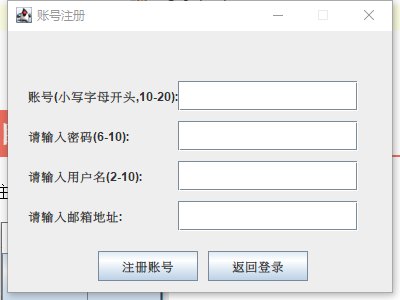 账号注册
账号(小写字母开头,10-20):
请输入密码(6-10):
请输入用户名(2-10):
请输入邮箱地址:
注册账号
返回登录